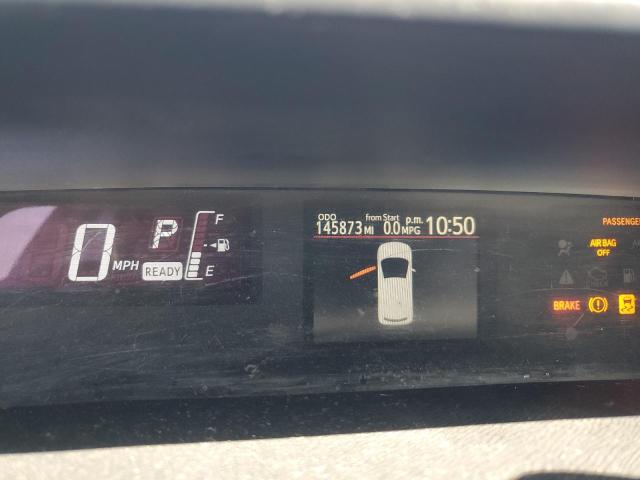 0 MPH
P
READY
F
E
ODO from Start p.m.
145873 MI 0.0 MPG 10:50
PASSENGER
AIR BAG
OFF
BRAKE